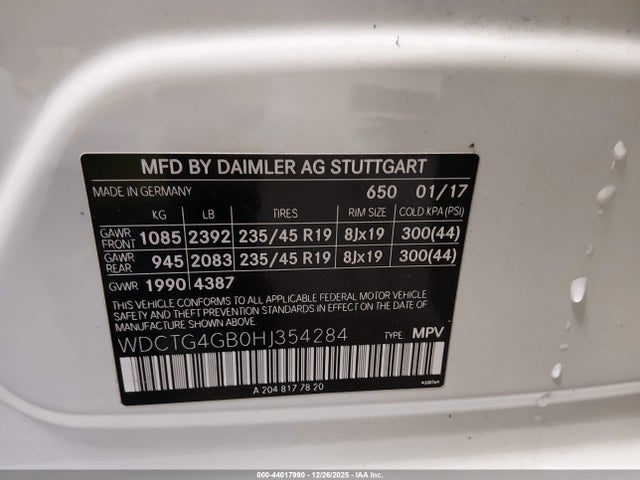 MFD BY DAIMLER AG STUTTGART
MADE IN GERMANY 650 01/17
KG LB TIRES RIM SIZE COLD KPA (PSI)
GAWR FRONT 1085 2392 235/45 R19 8Jx19 300(44)
GAWR REAR 945 2083 235/45 R19 8Jx19 300(44)
GVWR 1990 4387
THIS VEHICLE CONFORMS TO ALL APPLICABLE FEDERAL MOTOR VEHICLE
SAFETY AND THEFT PREVENTION STANDARDS IN EFFECT ON THE DATE
OF MANUFACTURE SHOWN ABOVE.
WDCTG4GB0HJ354284 TYPE: MPV
A 204 817 78 20
000-44017990 - 12/26/2025 - IAAI.COM